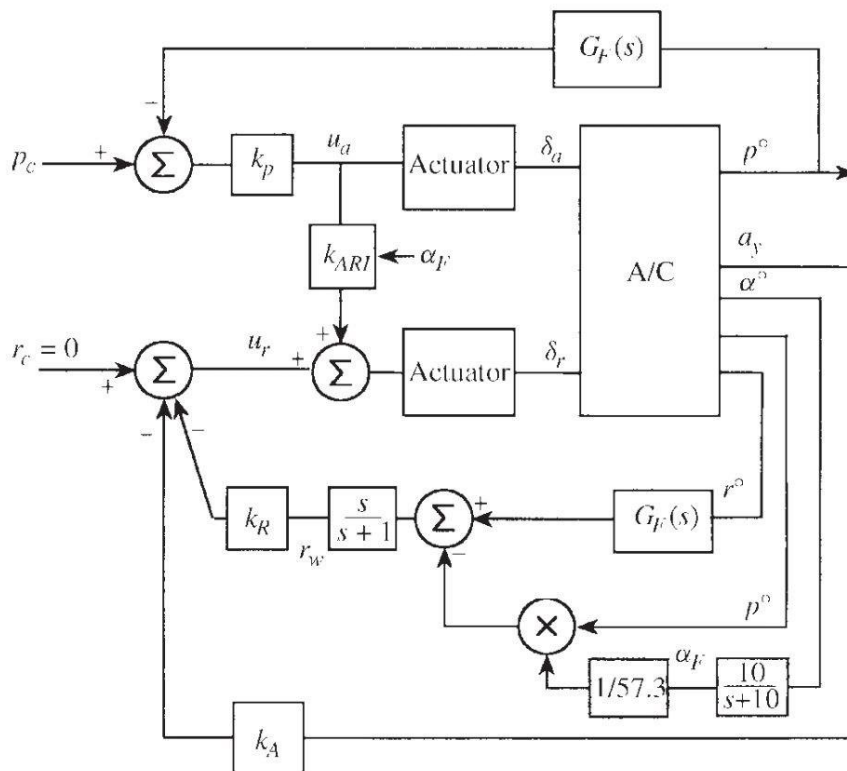 G_F(s)
p_c
+
−
Σ
k_p
u_a
Actuator
δ_a
A/C
p°
a_y
α°
k_ARI
α_F
r_c = 0
+
Σ
u_r
+
+
Σ
Actuator
δ_r
−
−
k_R
r_w
s
s + 1
Σ
+
−
G_F(s)
r°
×
p°
α_F
1/57.3
10
s+10
k_A